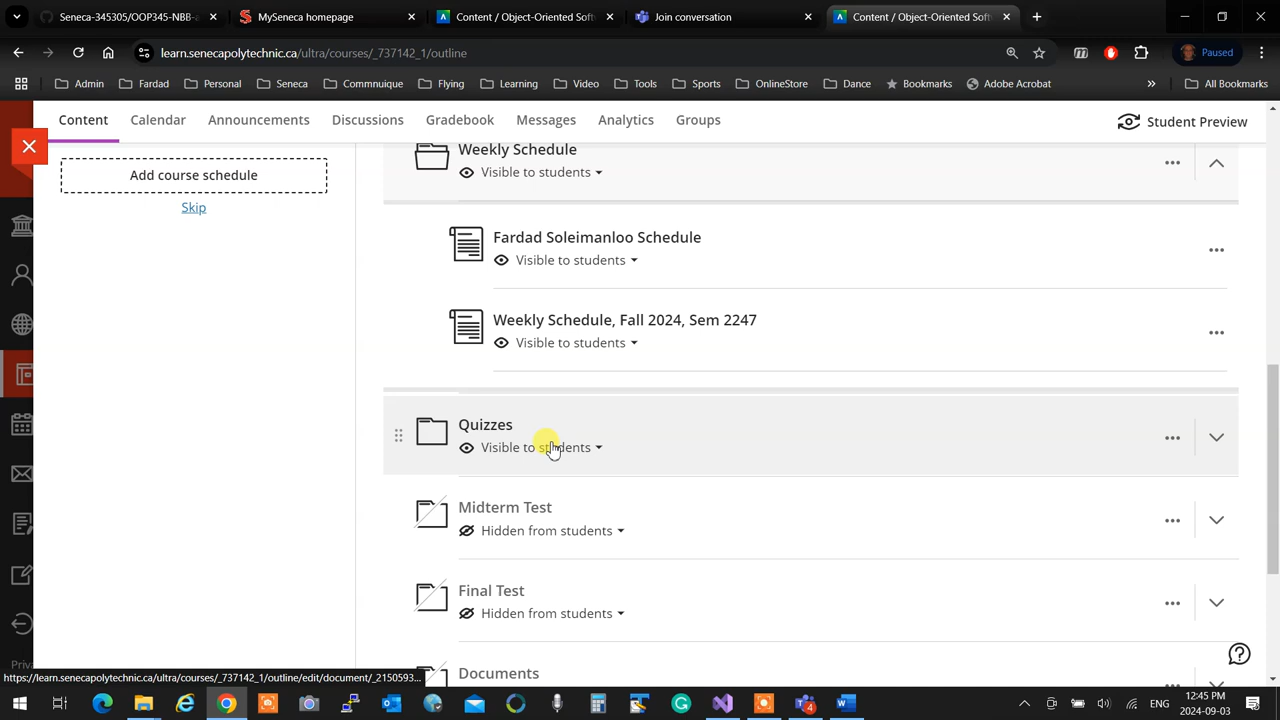 Seneca-345305/OOP345-NBB-
MySeneca homepage
Content / Object-Oriented Soft
Join conversation
Content / Object-Oriented Soft
learn.senecapolytechnic.ca/ultra/courses/_737142_1/outline
Paused
Admin
Fardad
Personal
Seneca
Commnuique
Flying
Learning
Video
Tools
Sports
OnlineStore
Dance
Bookmarks
Adobe Acrobat
All Bookmarks
Content
Calendar
Announcements
Discussions
Gradebook
Messages
Analytics
Groups
Student Preview
Add course schedule
Skip
Weekly Schedule
Visible to students
Fardad Soleimanloo Schedule
Visible to students
Weekly Schedule, Fall 2024, Sem 2247
Visible to students
Quizzes
Visible to students
Midterm Test
Hidden from students
Final Test
Hidden from students
Documents
https://learn.senecapolytechnic.ca/ultra/courses/_737142_1/outline/edit/document/_2150593...
ENG
12:45 PM
2024-09-03